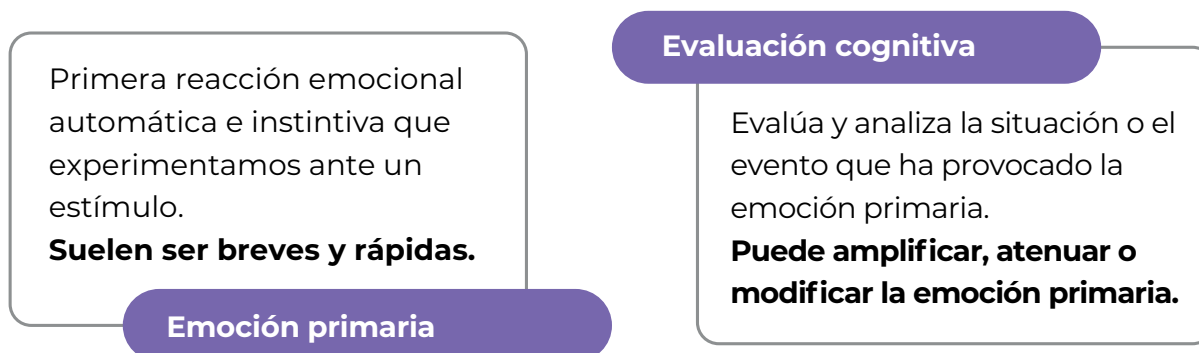 Primera reacción emocional
automática e instintiva que
experimentamos ante un
estímulo.
Suelen ser breves y rápidas.
Emoción primaria
Evaluación cognitiva
Evalúa y analiza la situación o el
evento que ha provocado la
emoción primaria.
Puede amplificar, atenuar o
modificar la emoción primaria.